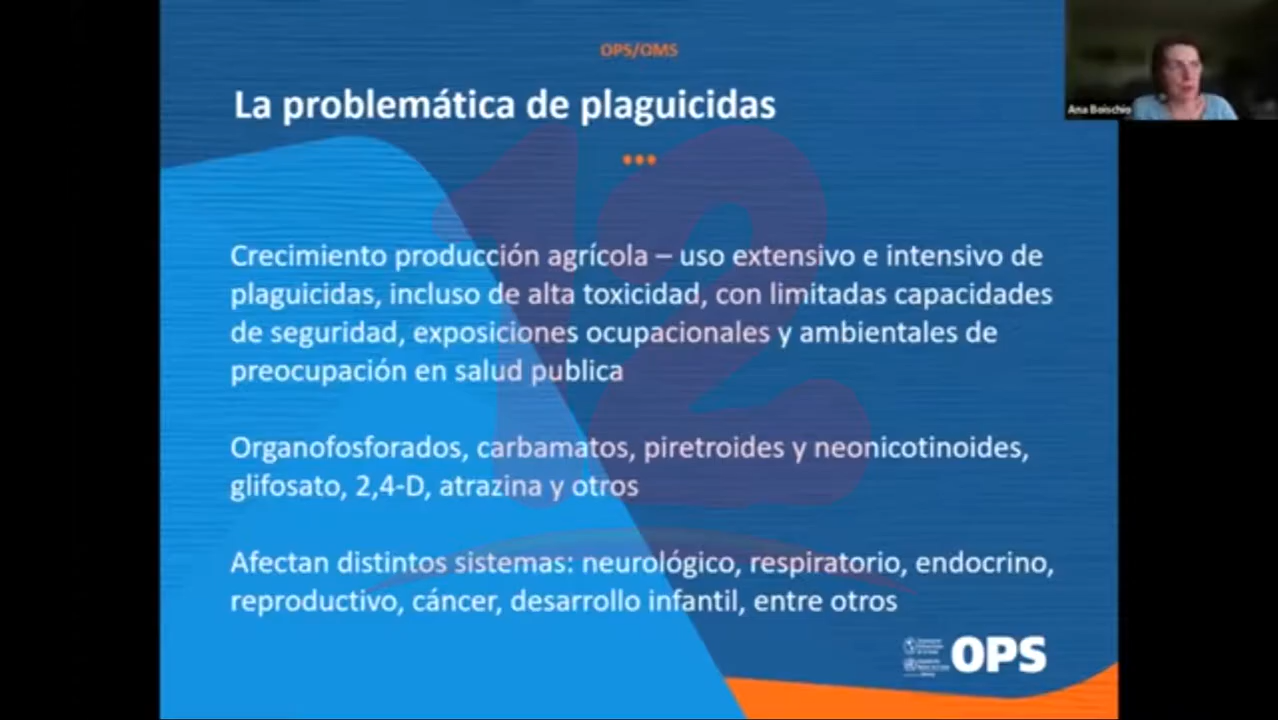 OPS/OMS
La problemática de plaguicidas
Ana Boischio
12
Crecimiento producción agrícola – uso extensivo e intensivo de
plaguicidas, incluso de alta toxicidad, con limitadas capacidades
de seguridad, exposiciones ocupacionales y ambientales de
preocupación en salud publica
Organofosforados, carbamatos, piretroides y neonicotinoides,
glifosato, 2,4-D, atrazina y otros
Afectan distintos sistemas: neurológico, respiratorio, endocrino,
reproductivo, cáncer, desarrollo infantil, entre otros
OPS